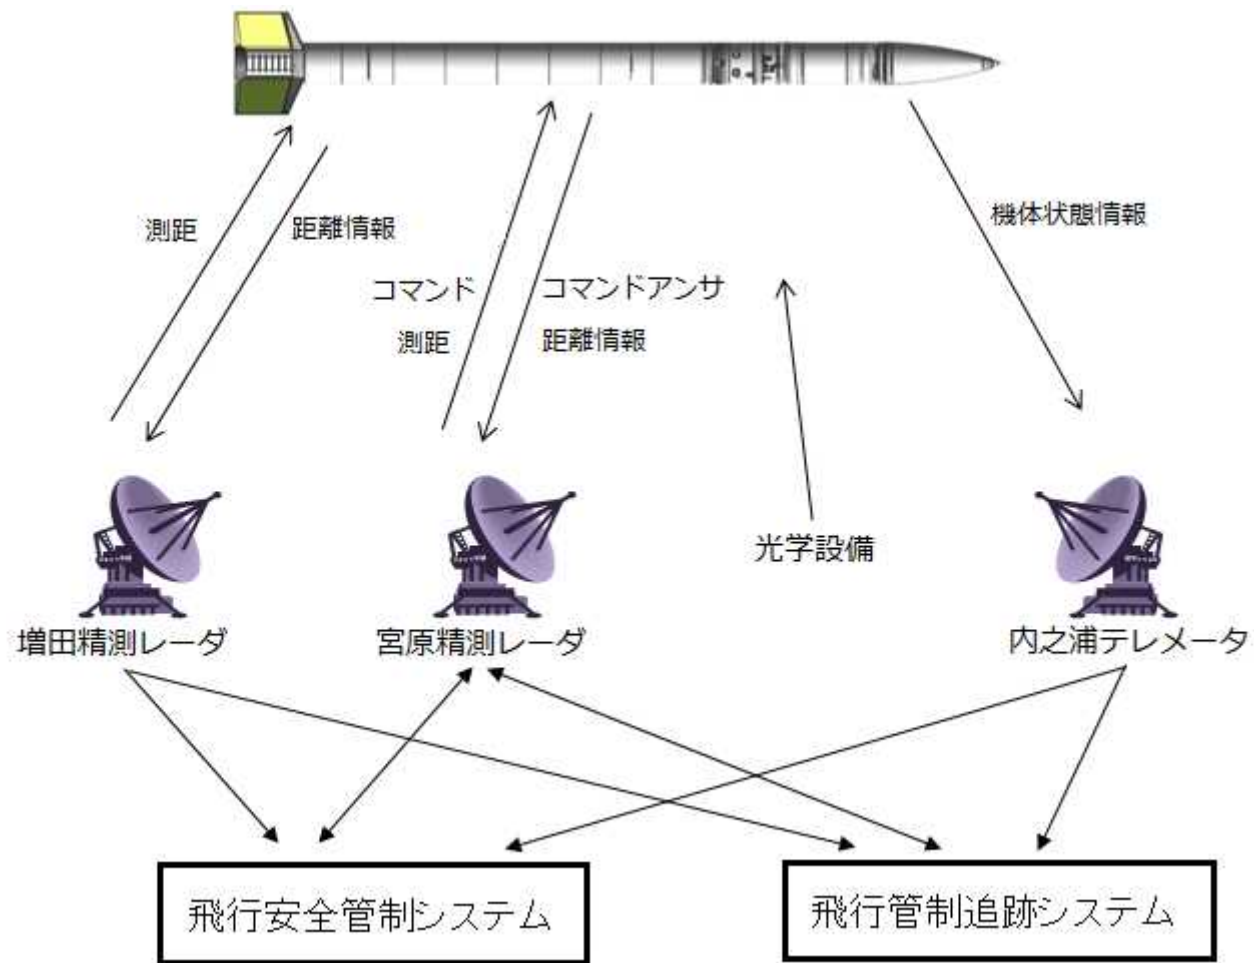 測距
距離情報
機体状態情報
コマンド
測距
コマンドアンサ
距離情報
光学設備
増田精測レーダ
宮原精測レーダ
内之浦テレメータ
飛行安全管制システム
飛行管制追跡システム